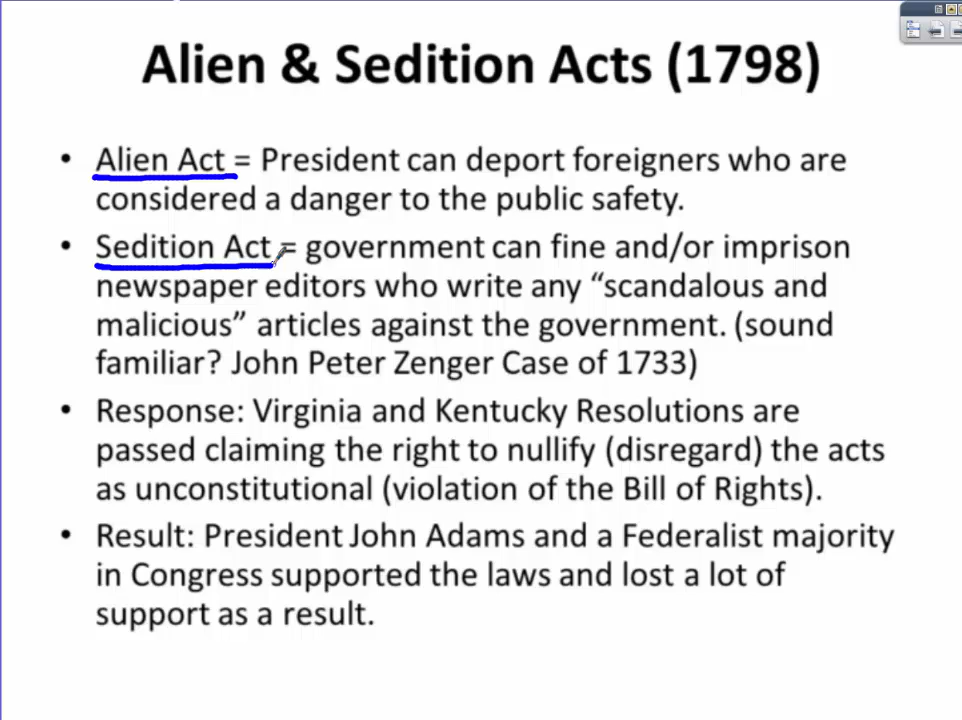 Alien & Sedition Acts (1798)
• Alien Act = President can deport foreigners who are
considered a danger to the public safety.
• Sedition Act = government can fine and/or imprison
newspaper editors who write any “scandalous and
malicious” articles against the government. (sound
familiar? John Peter Zenger Case of 1733)
• Response: Virginia and Kentucky Resolutions are
passed claiming the right to nullify (disregard) the acts
as unconstitutional (violation of the Bill of Rights).
• Result: President John Adams and a Federalist majority
in Congress supported the laws and lost a lot of
support as a result.